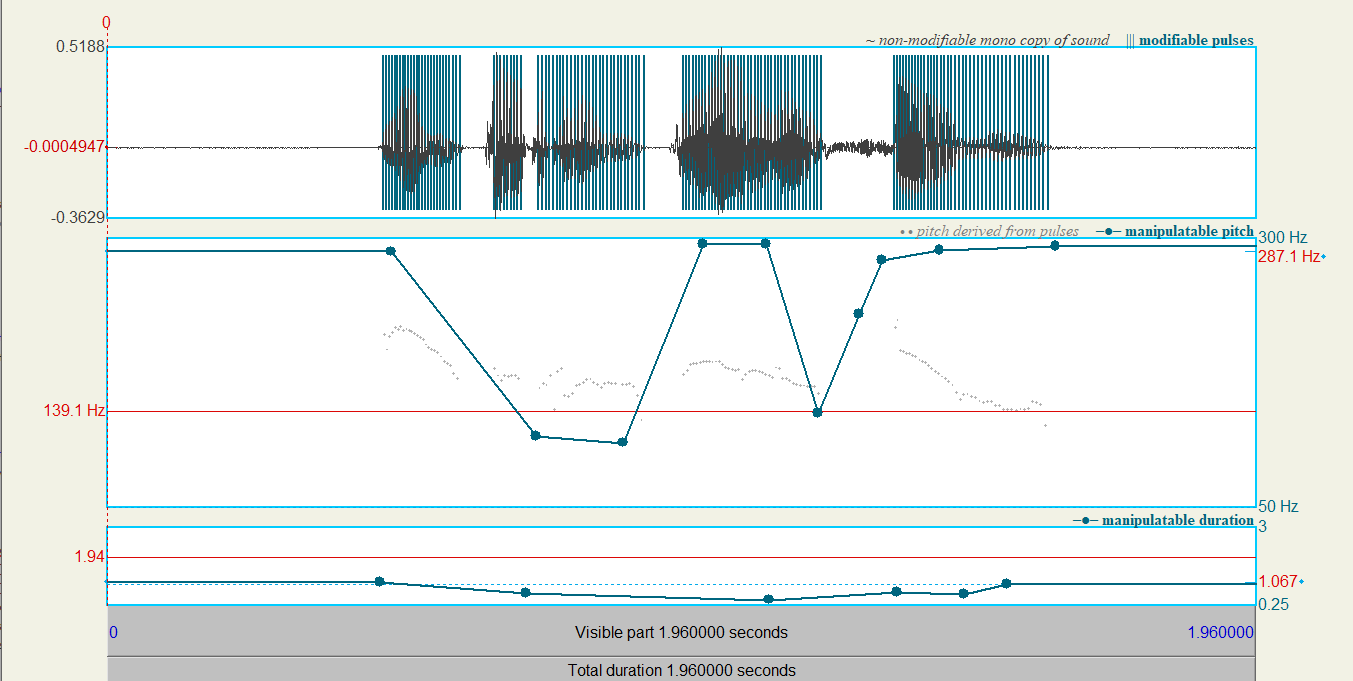 0
0.5188
~ non-modifiable mono copy of sound ||| modifiable pulses
-0.0004947
-0.3629
•• pitch derived from pulses —●— manipulatable pitch
300 Hz
287.1 Hz
139.1 Hz
50 Hz
—●— manipulatable duration
3
1.94
1.067
0.25
0 Visible part 1.960000 seconds 1.960000
Total duration 1.960000 seconds